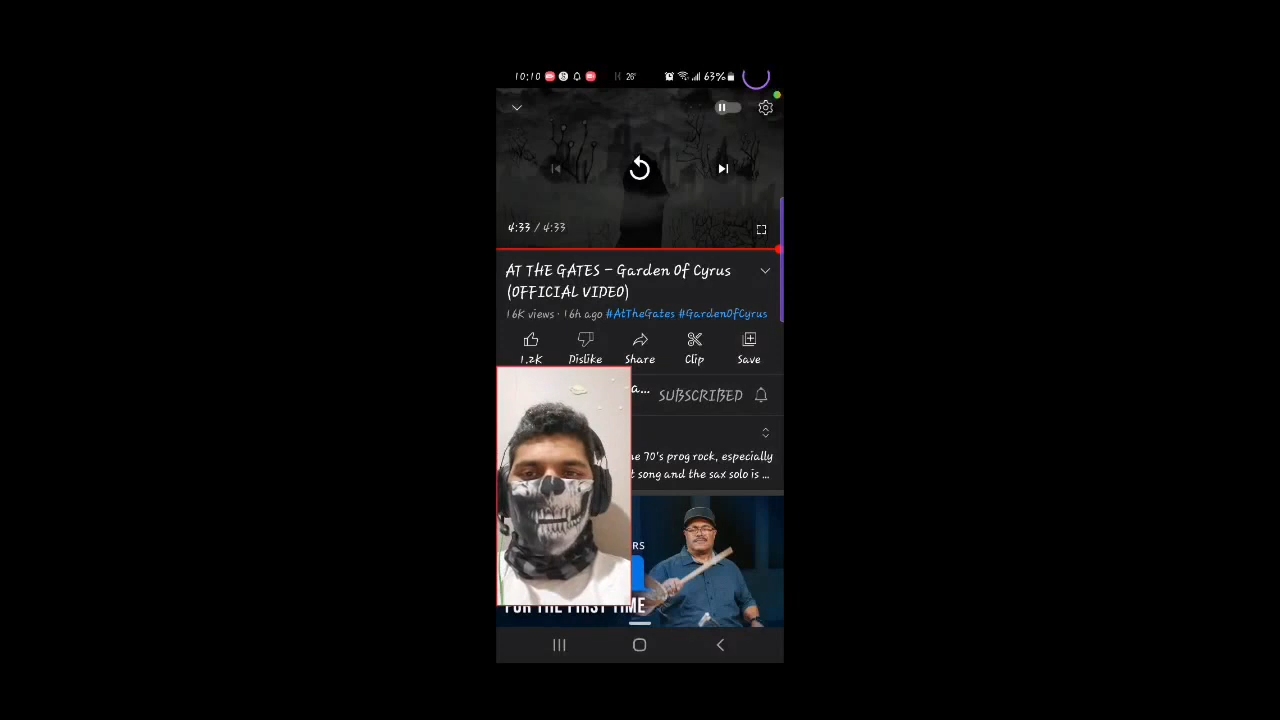 10:10 26° 63%
4:33 / 4:33
AT THE GATES - Garden Of Cyrus
(OFFICIAL VIDEO)
16K views · 16h ago #AtTheGates #GardenOfCyrus
1.2K Dislike Share Clip Save
a... SUBSCRIBED
70's prog rock, especially
song and the sax solo is ...
RS
FOR THE FIRST TIME